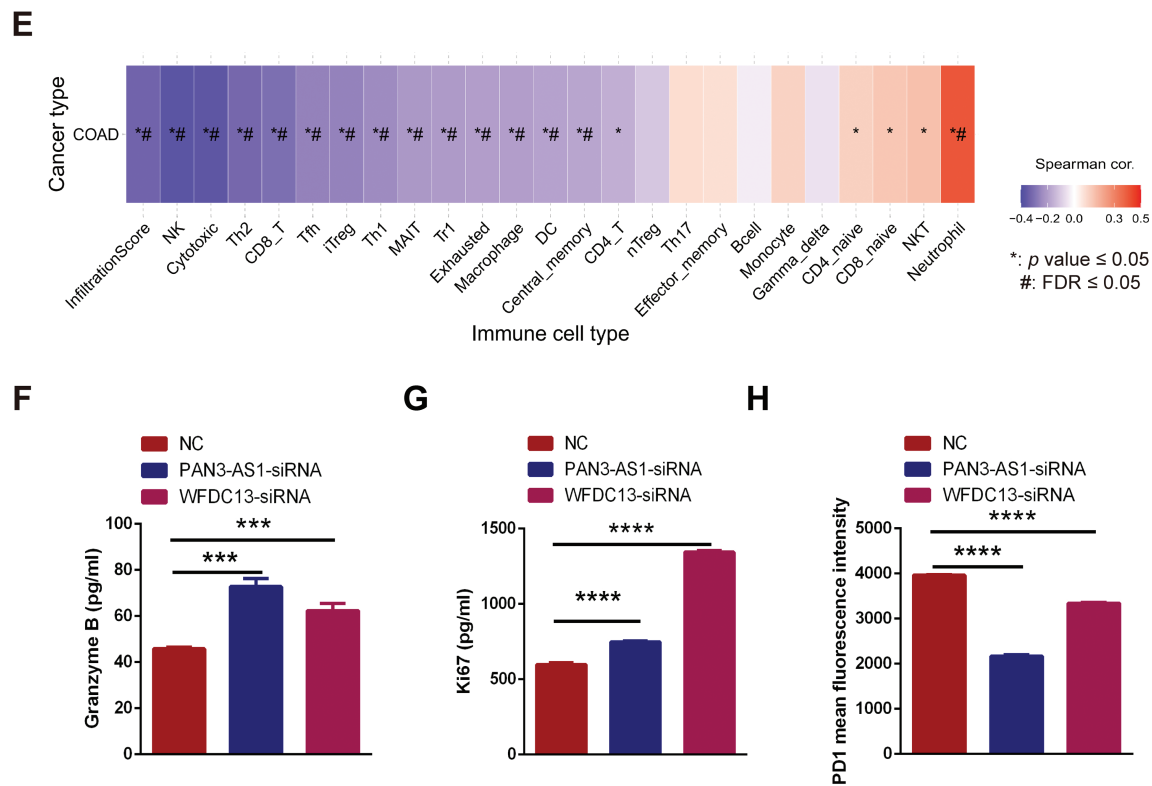 E
Cancer type
COAD
*# *# *# *# *# *# *# *# *# *# *# *# *# *# * * * * *#
InfiltrationScore
NK
Cytotoxic
Th2
CD8_T
Tfh
iTreg
Th1
MAIT
Tr1
Exhausted
Macrophage
DC
Central_memory
CD4_T
nTreg
Th17
Effector_memory
Bcell
Monocyte
Gamma_delta
CD4_naive
CD8_naive
NKT
Neutrophil
Immune cell type
Spearman cor.
−0.4 −0.2 0.0 0.3 0.5
*: p value ≤ 0.05
#: FDR ≤ 0.05
F
NC
PAN3-AS1-siRNA
WFDC13-siRNA
Granzyme B (pg/ml)
100
80
60
40
20
0
***
***
G
NC
PAN3-AS1-siRNA
WFDC13-siRNA
Ki67 (pg/ml)
1500
1000
500
0
****
****
H
NC
PAN3-AS1-siRNA
WFDC13-siRNA
PD1 mean fluorescence intensity
5000
4000
3000
2000
1000
0
****
****